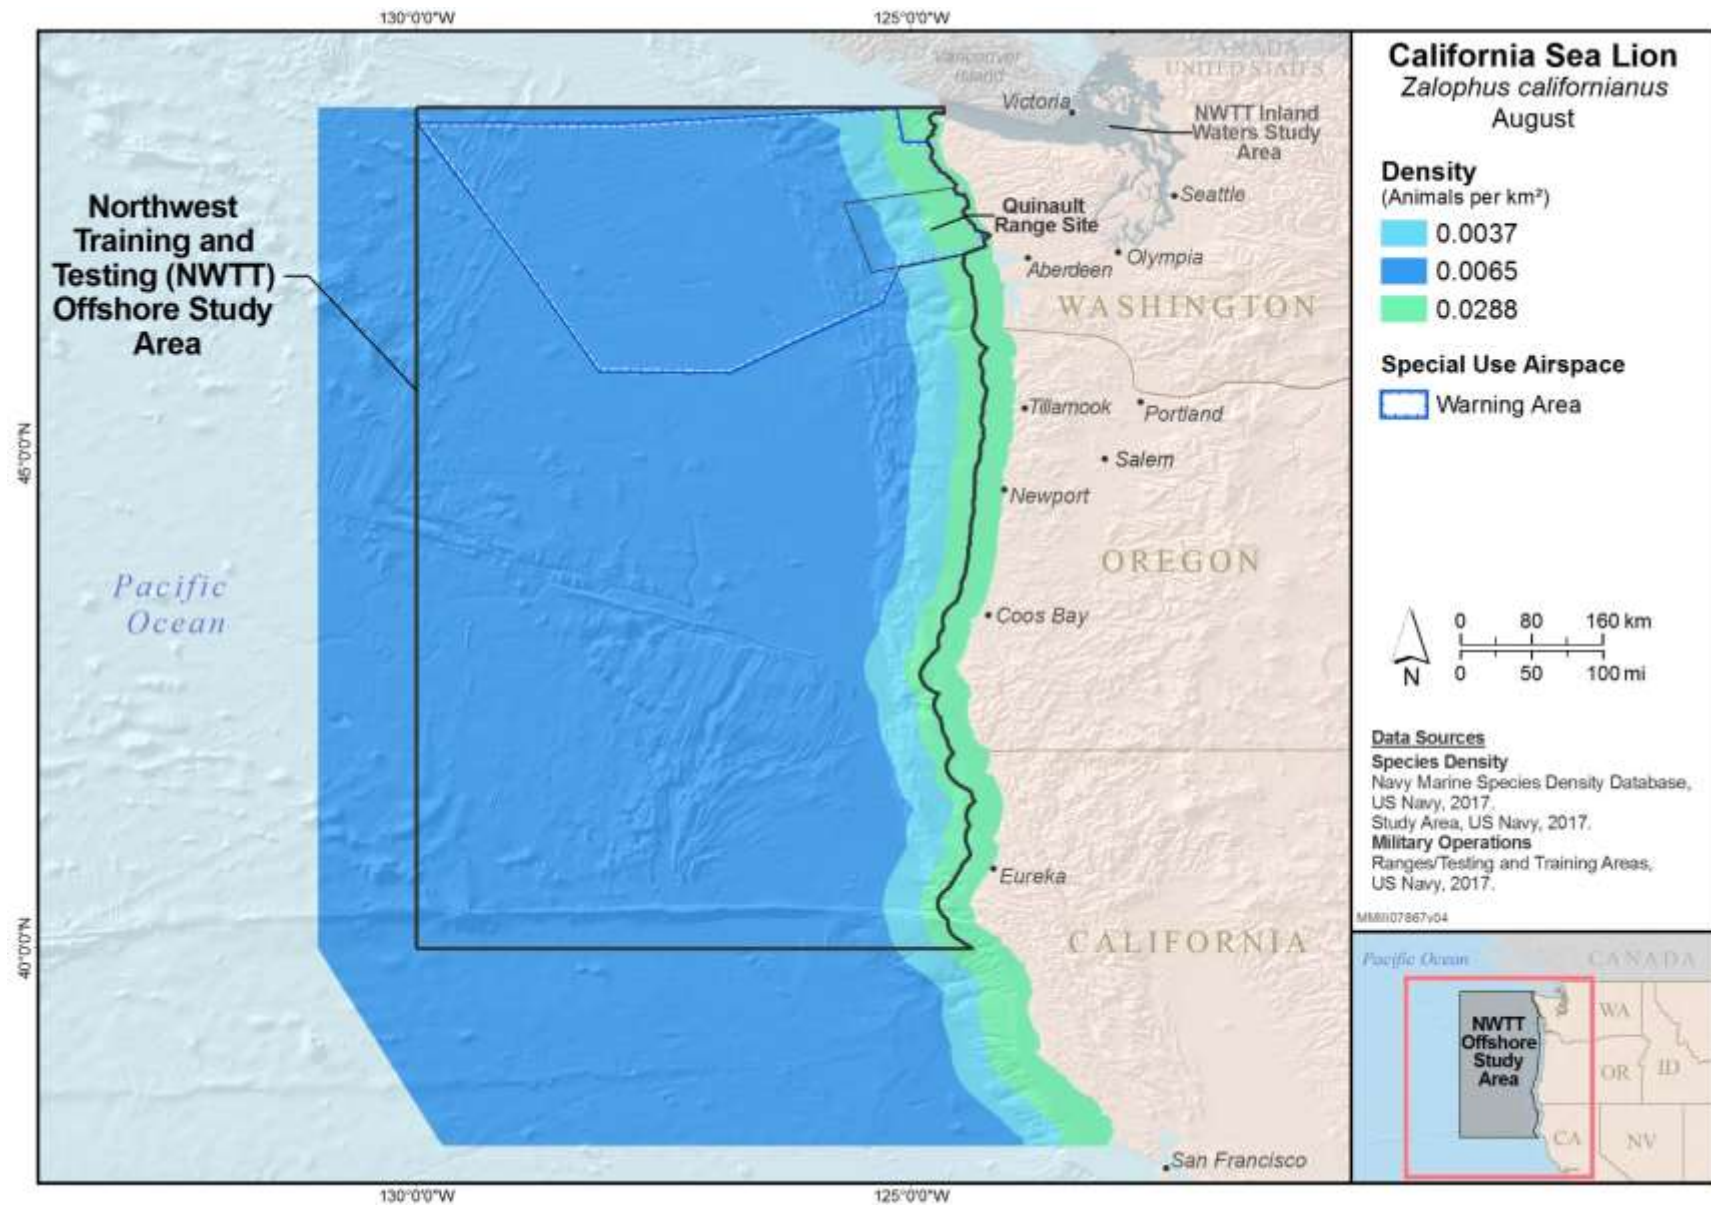 130°0'0"W
125°0'0"W
CANADA
UNITED STATES
Vancouver
Island
Victoria
NWTT Inland
Waters Study
Area
Seattle
Northwest
Training and
Testing (NWTT)
Offshore Study
Area
Quinault
Range Site
Aberdeen
Olympia
WASHINGTON
Tillamook
Portland
Salem
45°0'0"N
Newport
OREGON
Pacific
Ocean
Coos Bay
Eureka
CALIFORNIA
40°0'0"N
San Francisco
130°0'0"W
125°0'0"W
California Sea Lion
Zalophus californianus
August
Density
(Animals per km²)
0.0037
0.0065
0.0288
Special Use Airspace
Warning Area
N
0 80 160 km
0 50 100 mi
Data Sources
Species Density
Navy Marine Species Density Database,
US Navy, 2017.
Study Area, US Navy, 2017.
Military Operations
Ranges/Testing and Training Areas,
US Navy, 2017.
Pacific Ocean
CANADA
WA
NWTT
Offshore
Study
Area
OR
ID
CA
NV